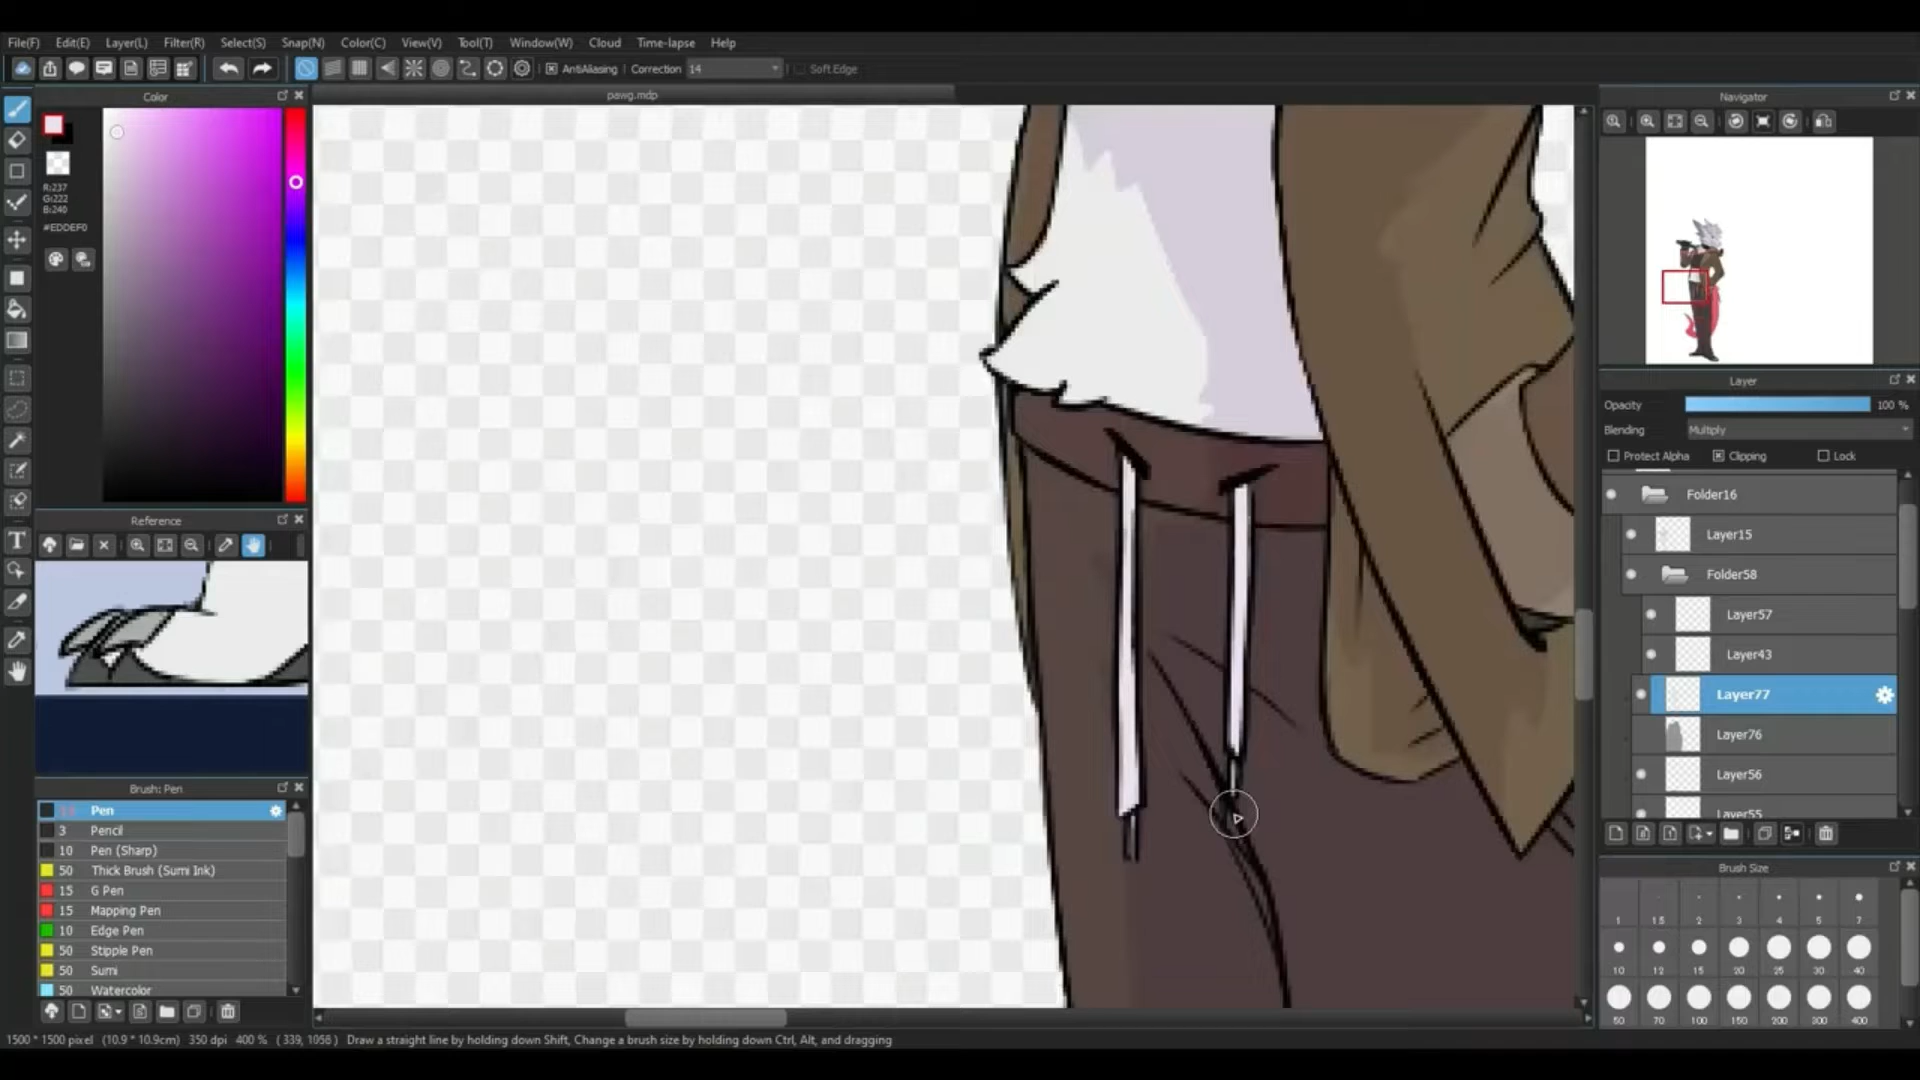 File(F) Edit(E) Layer(L) Filter(R) Select(S) Snap(N) Color(C) View(V) Tool(T) Window(W) Cloud Time-lapse Help
AntiAliasing Correction 14 Soft Edge
Color
pawg.mdp
Navigator
R:237
G:222
B:240
#EDDEF0
Layer
Opacity 100 %
Blending Multiply
Protect Alpha Clipping Lock
Folder16
Layer15
Folder58
Layer57
Layer43
Layer77
Layer76
Layer56
Layer55
Reference
T
Brush: Pen
Pen
3 Pencil
10 Pen (Sharp)
50 Thick Brush (Sumi Ink)
15 G Pen
15 Mapping Pen
10 Edge Pen
50 Stipple Pen
50 Sumi
50 Watercolor
Brush Size
1 1.5 2 3 4 5 7
10 12 15 20 25 30 40
50 70 100 150 200 300 400
1500 * 1500 pixel (10.9 * 10.9cm) 350 dpi 400 % ( 339, 1058 ) Draw a straight line by holding down Shift, Change a brush size by holding down Ctrl, Alt, and dragging